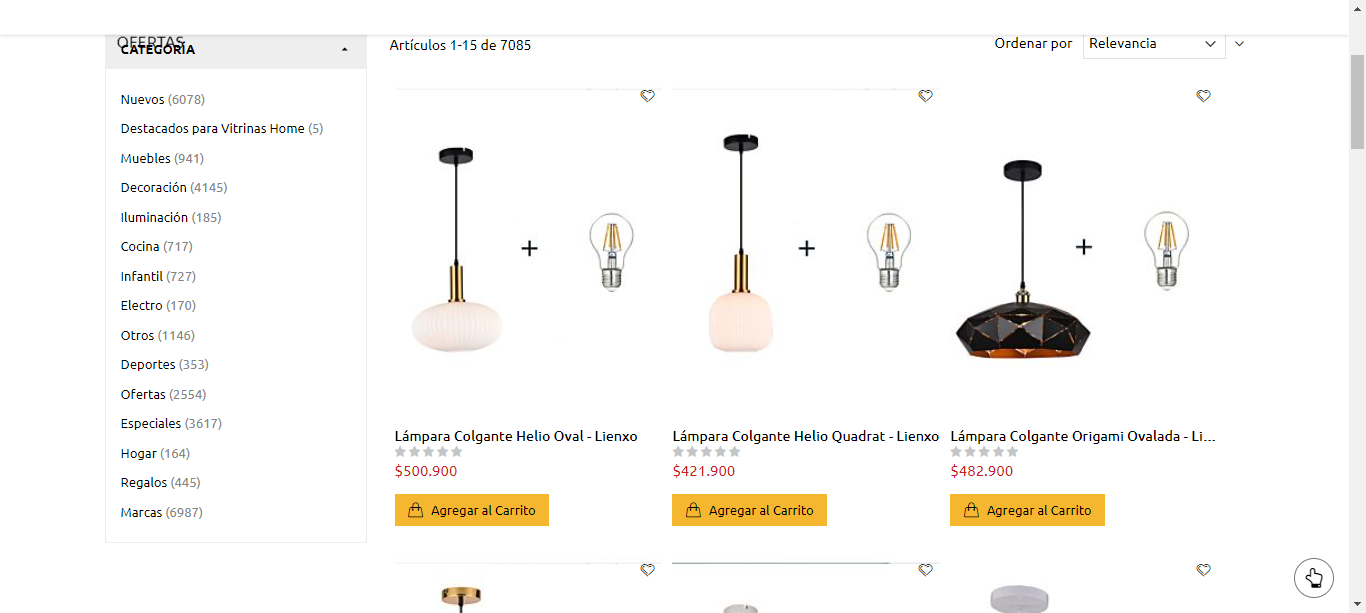 OFERTAS
CATEGORÍA
Artículos 1-15 de 7085
Ordenar por Relevancia
Nuevos (6078)
Destacados para Vitrinas Home (5)
Muebles (941)
Decoración (4145)
Iluminación (185)
Cocina (717)
Infantil (727)
Electro (170)
Otros (1146)
Deportes (353)
Ofertas (2554)
Especiales (3617)
Hogar (164)
Regalos (445)
Marcas (6987)
+
+
+
Lámpara Colgante Helio Oval - Lienxo
$500.900
Agregar al Carrito
Lámpara Colgante Helio Quadrat - Lienxo
$421.900
Agregar al Carrito
Lámpara Colgante Origami Ovalada - Li...
$482.900
Agregar al Carrito